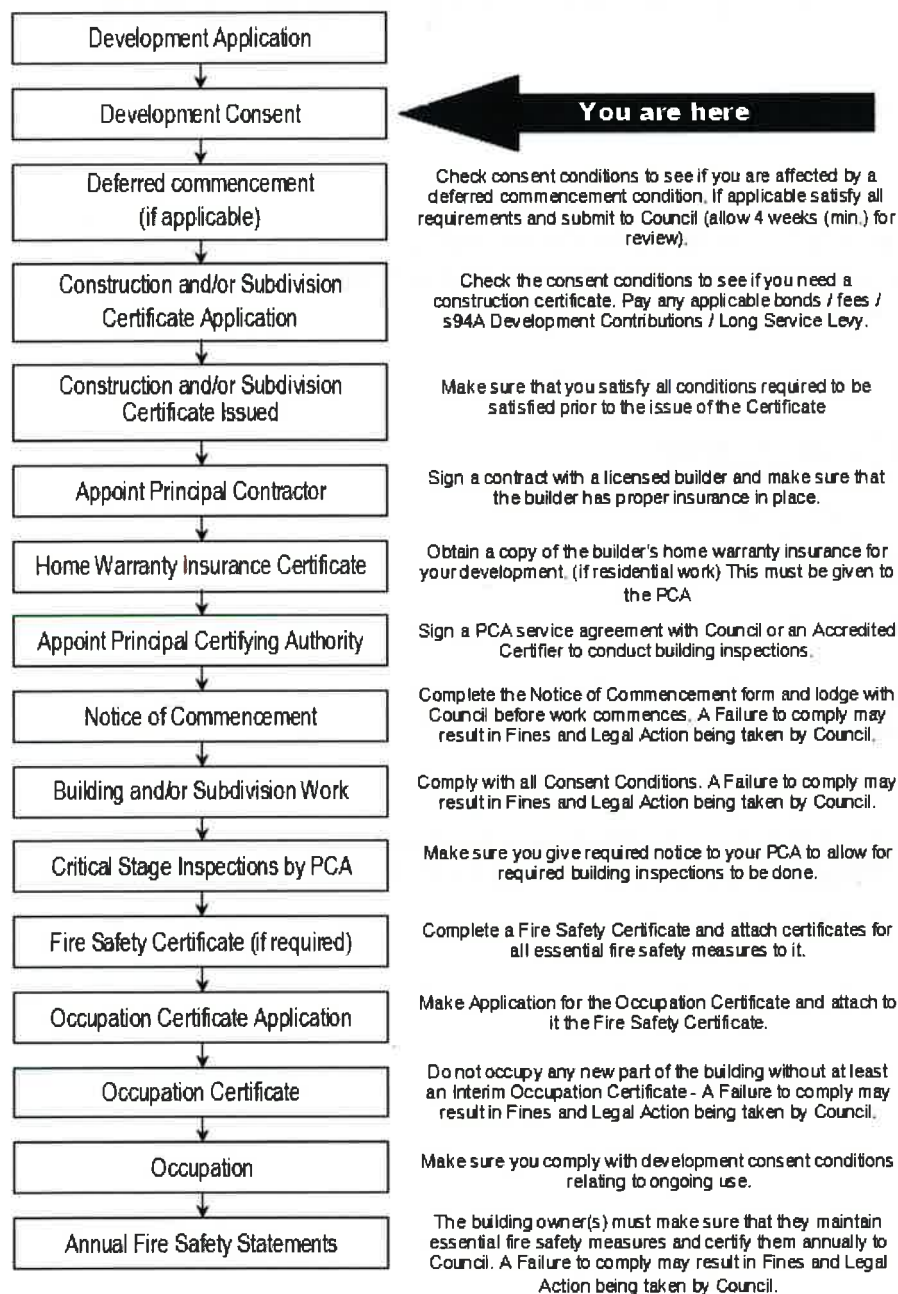 Development Application
Development Consent
You are here
Deferred commencement
(if applicable)
Check consent conditions to see if you are affected by a
deferred commencement condition. If applicable satisfy all
requirements and submit to Council (allow 4 weeks (min.) for
review).
Construction and/or Subdivision
Certificate Application
Check the consent conditions to see if you need a
construction certificate. Pay any applicable bonds / fees /
s94A Development Contributions / Long Service Levy.
Construction and/or Subdivision
Certificate Issued
Make sure that you satisfy all conditions required to be
satisfied prior to the issue of the Certificate
Appoint Principal Contractor
Sign a contract with a licensed builder and make sure that
the builder has proper insurance in place.
Home Warranty Insurance Certificate
Obtain a copy of the builder's home warranty insurance for
your development. (if residential work) This must be given to
the PCA
Appoint Principal Certifying Authority
Sign a PCA service agreement with Council or an Accredited
Certifier to conduct building inspections.
Notice of Commencement
Complete the Notice of Commencement form and lodge with
Council before work commences. A Failure to comply may
result in Fines and Legal Action being taken by Council.
Building and/or Subdivision Work
Comply with all Consent Conditions. A Failure to comply may
result in Fines and Legal Action being taken by Council.
Critical Stage Inspections by PCA
Make sure you give required notice to your PCA to allow for
required building inspections to be done.
Fire Safety Certificate (if required)
Complete a Fire Safety Certificate and attach certificates for
all essential fire safety measures to it.
Occupation Certificate Application
Make Application for the Occupation Certificate and attach to
it the Fire Safety Certificate.
Occupation Certificate
Do not occupy any new part of the building without at least
an Interim Occupation Certificate - A Failure to comply may
result in Fines and Legal Action being taken by Council.
Occupation
Make sure you comply with development consent conditions
relating to ongoing use.
Annual Fire Safety Statements
The building owner(s) must make sure that they maintain
essential fire safety measures and certify them annually to
Council. A Failure to comply may result in Fines and Legal
Action being taken by Council.